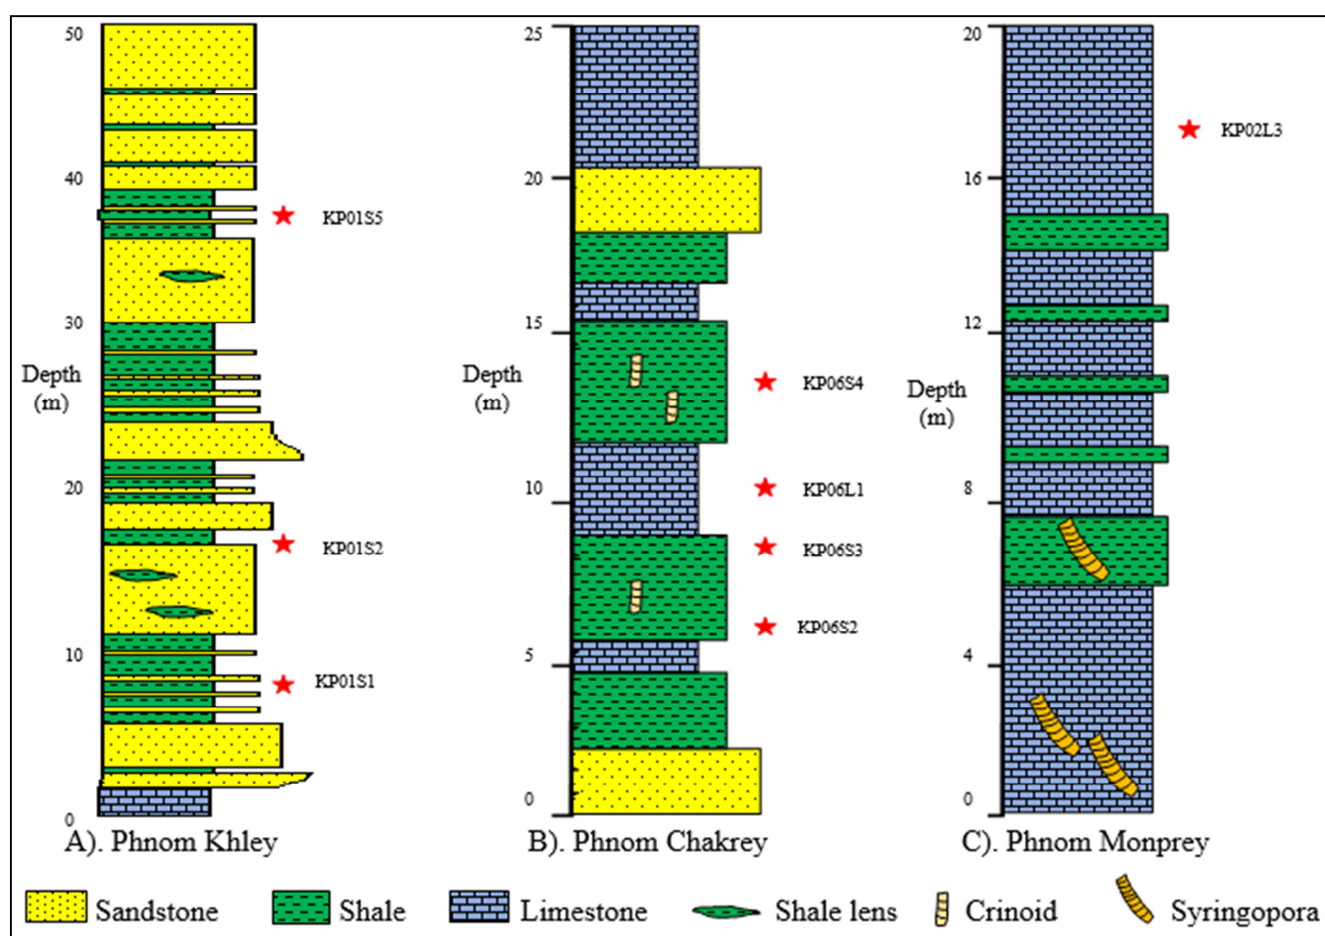 50
40
KP01S5
30
Depth
(m)
20
KP01S2
10
KP01S1
0
A). Phnom Khley
25
20
15
Depth
(m)
KP06S4
10
KP06L1
KP06S3
KP06S2
5
0
B). Phnom Chakrey
20
KP02L3
16
12
Depth
(m)
8
4
0
C). Phnom Monprey
Sandstone
Shale
Limestone
Shale lens
Crinoid
Syringopora